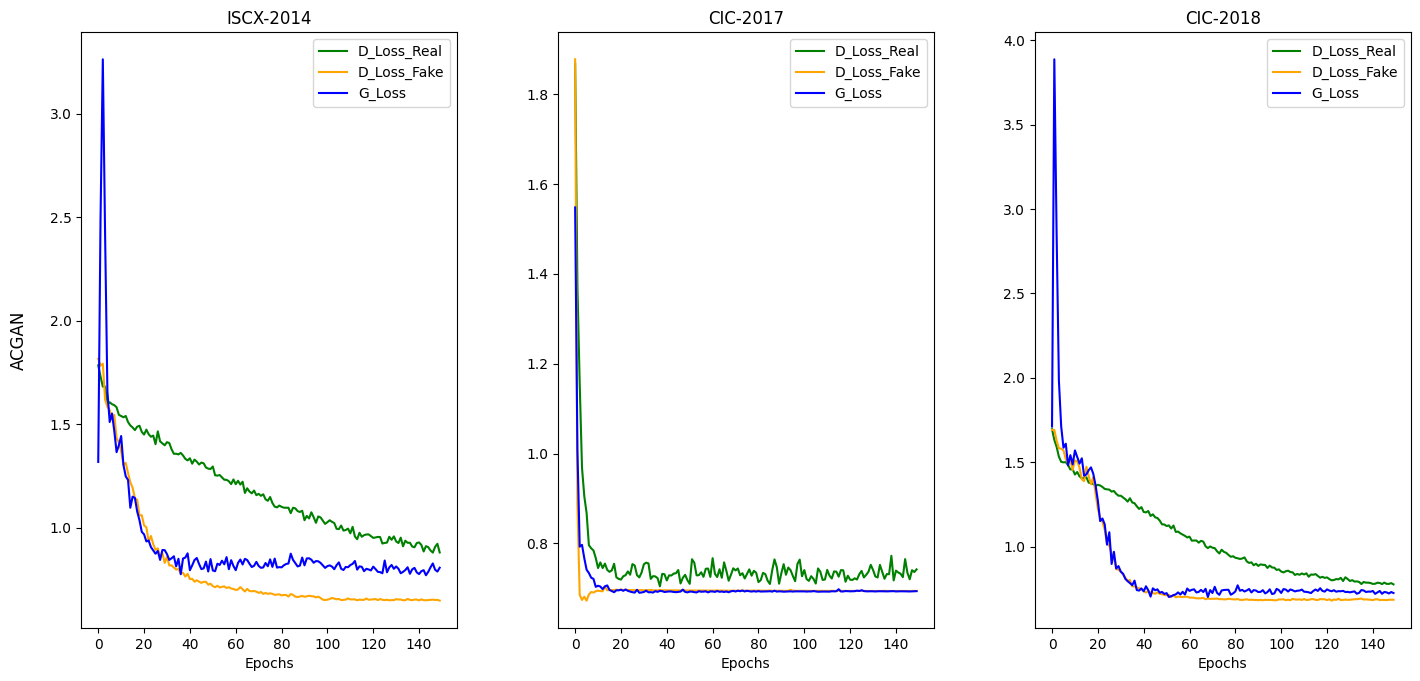 ACGAN
ISCX-2014
D_Loss_Real
D_Loss_Fake
G_Loss
3.0
2.5
2.0
1.5
1.0
0 20 40 60 80 100 120 140
Epochs
CIC-2017
D_Loss_Real
D_Loss_Fake
G_Loss
1.8
1.6
1.4
1.2
1.0
0.8
0 20 40 60 80 100 120 140
Epochs
CIC-2018
D_Loss_Real
D_Loss_Fake
G_Loss
4.0
3.5
3.0
2.5
2.0
1.5
1.0
0 20 40 60 80 100 120 140
Epochs